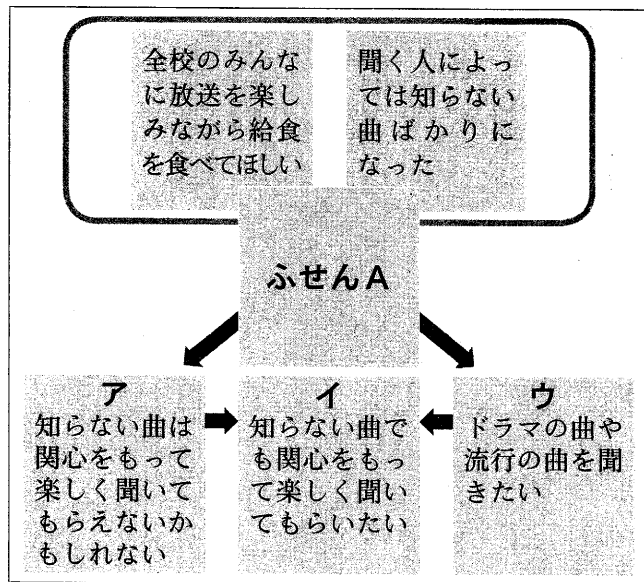 全校のみんな
に放送を楽し
みながら給食
を食べてほしい
聞く人によっ
ては知らない
曲ばかりに
なった
ふせんA
ア
知らない曲は
関心をもって
楽しく聞いて
もらえないか
もしれない
イ
知らない曲で
も関心をもっ
て楽しく聞い
てもらいたい
ウ
ドラマの曲や
流行の曲を聞
きたい